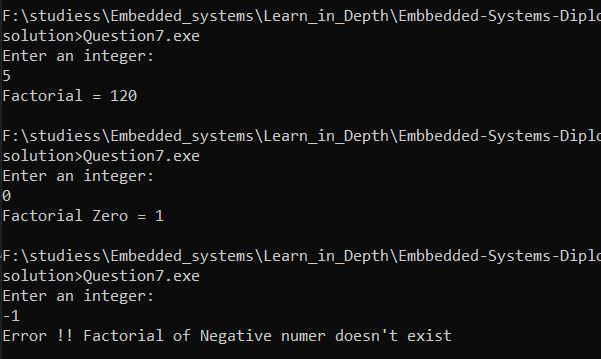 F:\studiess\Embedded_systems\Learn_in_Depth\Embbedded-Systems-Diplo
solution>Question7.exe
Enter an integer:
5
Factorial = 120
F:\studiess\Embedded_systems\Learn_in_Depth\Embbedded-Systems-Diplo
solution>Question7.exe
Enter an integer:
0
Factorial Zero = 1
F:\studiess\Embedded_systems\Learn_in_Depth\Embbedded-Systems-Diplo
solution>Question7.exe
Enter an integer:
-1
Error !! Factorial of Negative numer doesn't exist